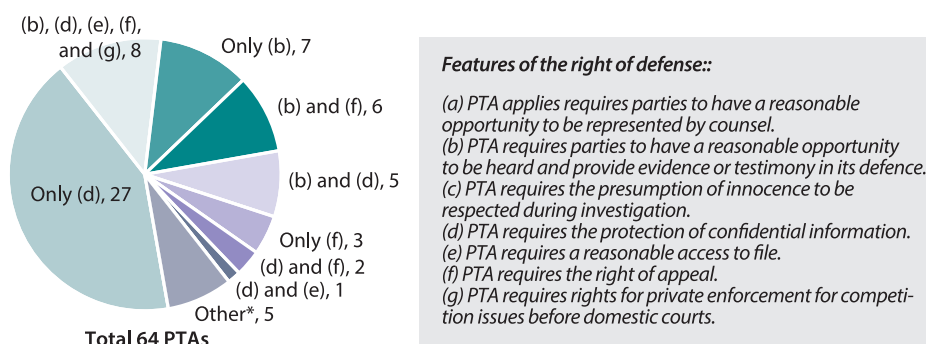 (b), (d), (e), (f),
and (g), 8
Only (b), 7
(b) and (f), 6
(b) and (d), 5
Only (d), 27
Only (f), 3
(d) and (f), 2
(d) and (e), 1
Other*, 5
Total 64 PTAs
Features of the right of defense::
(a) PTA applies requires parties to have a reasonable
opportunity to be represented by counsel.
(b) PTA requires parties to have a reasonable opportunity
to be heard and provide evidence or testimony in its defence.
(c) PTA requires the presumption of innocence to be
respected during investigation.
(d) PTA requires the protection of confidential information.
(e) PTA requires a reasonable access to file.
(f) PTA requires the right of appeal.
(g) PTA requires rights for private enforcement for competi-
tion issues before domestic courts.